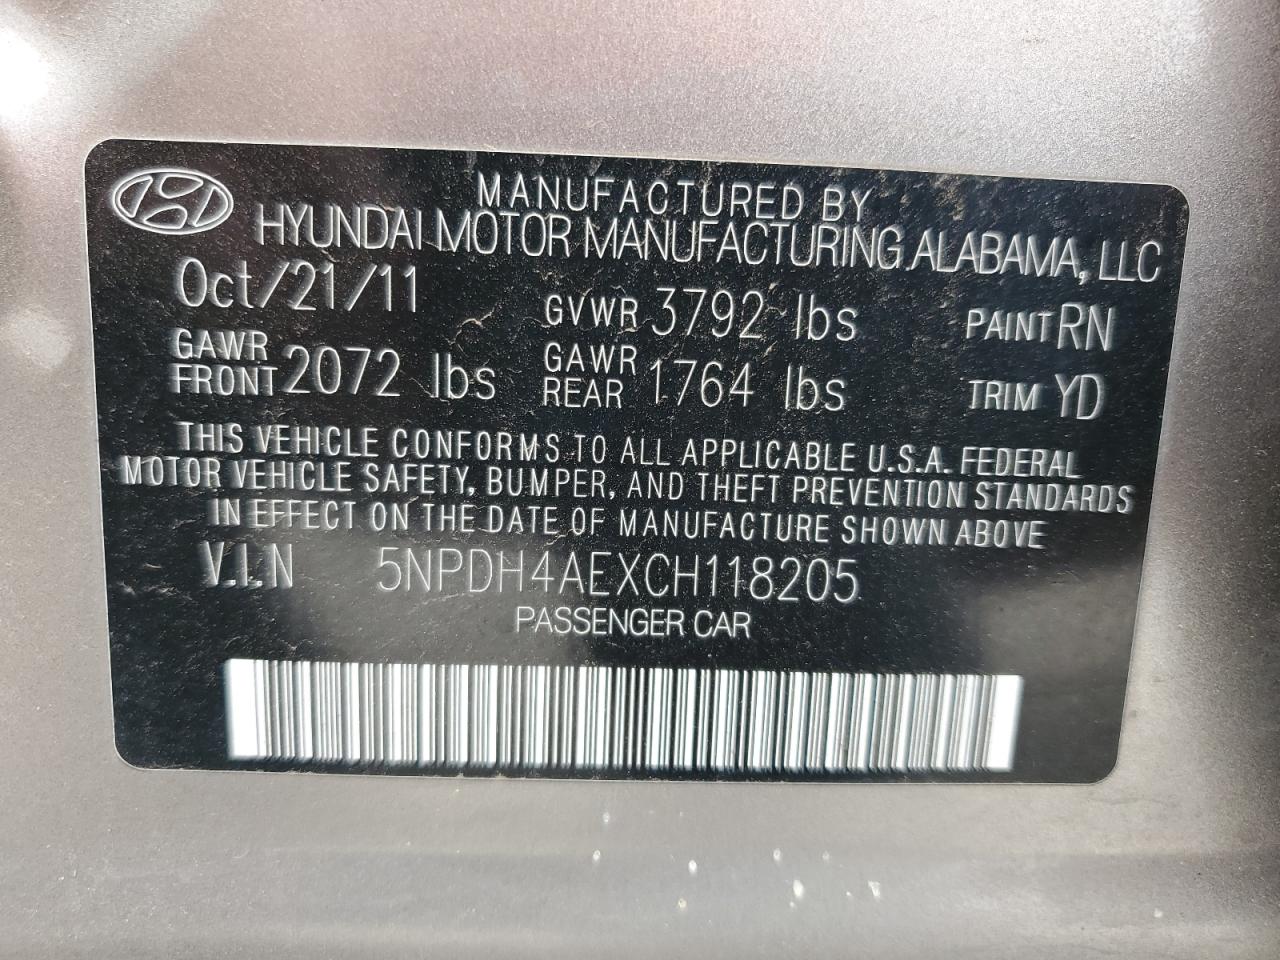 MANUFACTURED BY
HYUNDAI MOTOR MANUFACTURING ALABAMA, LLC
Oct/21/11 GVWR 3792 lbs PAINT RN
GAWR FRONT 2072 lbs GAWR REAR 1764 lbs TRIM YD
THIS VEHICLE CONFORMS TO ALL APPLICABLE U.S.A. FEDERAL
MOTOR VEHICLE SAFETY, BUMPER, AND THEFT PREVENTION STANDARDS
IN EFFECT ON THE DATE OF MANUFACTURE SHOWN ABOVE
V.I.N 5NPDH4AEXCH118205
PASSENGER CAR